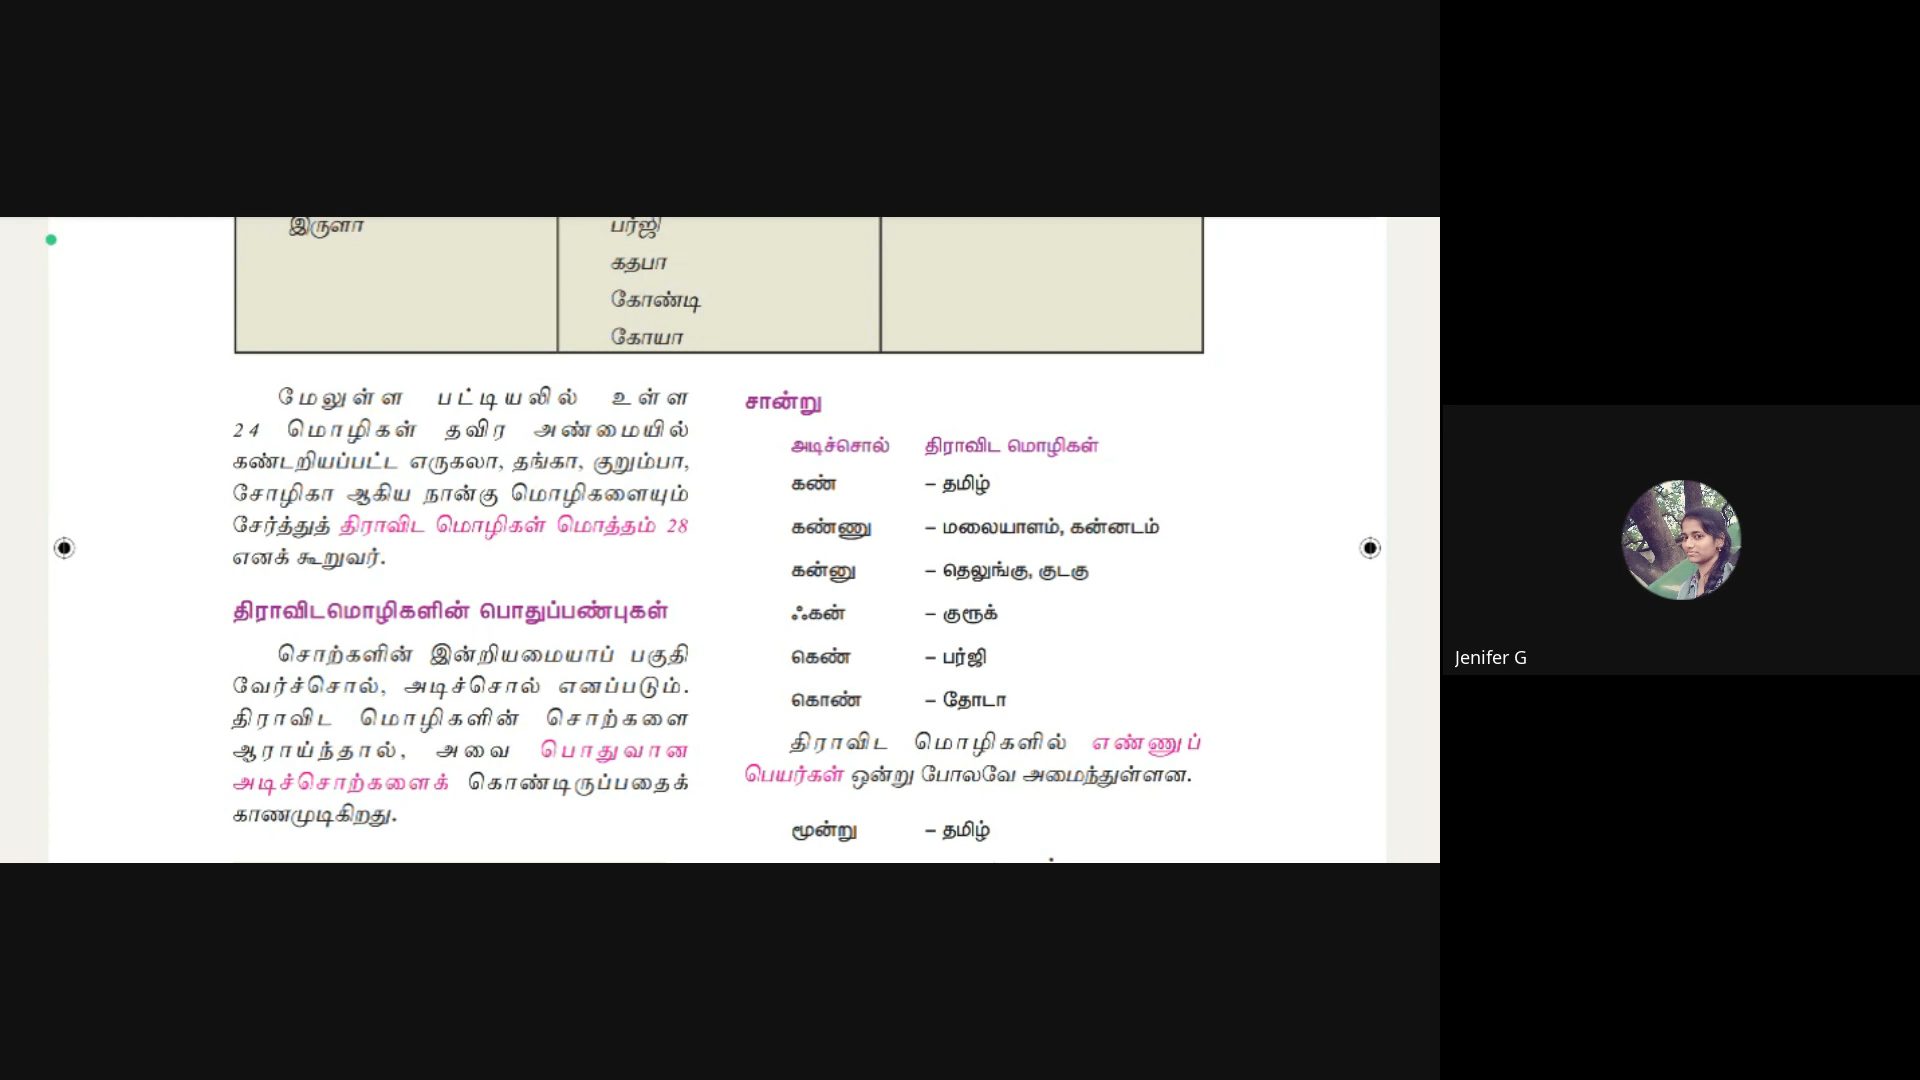 இருளா
பர்ஜி
கதபா
கோண்டி
கோயா
மேலுள்ள பட்டியலில் உள்ள
24 மொழிகள் தவிர அண்மையில்
கண்டறியப்பட்ட எருகலா, தங்கா, குறும்பா,
சோழிகா ஆகிய நான்கு மொழிகளையும்
சேர்த்துத் திராவிட மொழிகள் மொத்தம் 28
எனக் கூறுவர்.
திராவிடமொழிகளின் பொதுப்பண்புகள்
சொற்களின் இன்றியமையாப் பகுதி
வேர்ச்சொல், அடிச்சொல் எனப்படும்.
திராவிட மொழிகளின் சொற்களை
ஆராய்ந்தால், அவை பொதுவான
அடிச்சொற்களைக் கொண்டிருப்பதைக்
காணமுடிகிறது.
சான்று
அடிச்சொல் திராவிட மொழிகள்
கண் – தமிழ்
கண்ணு – மலையாளம், கன்னடம்
கன்னு – தெலுங்கு, குடகு
ஃகன் – குரூக்
கெண் – பர்ஜி
கொண் – தோடா
திராவிட மொழிகளில் எண்ணுப்
பெயர்கள் ஒன்று போலவே அமைந்துள்ளன.
மூன்று – தமிழ்
Jenifer G